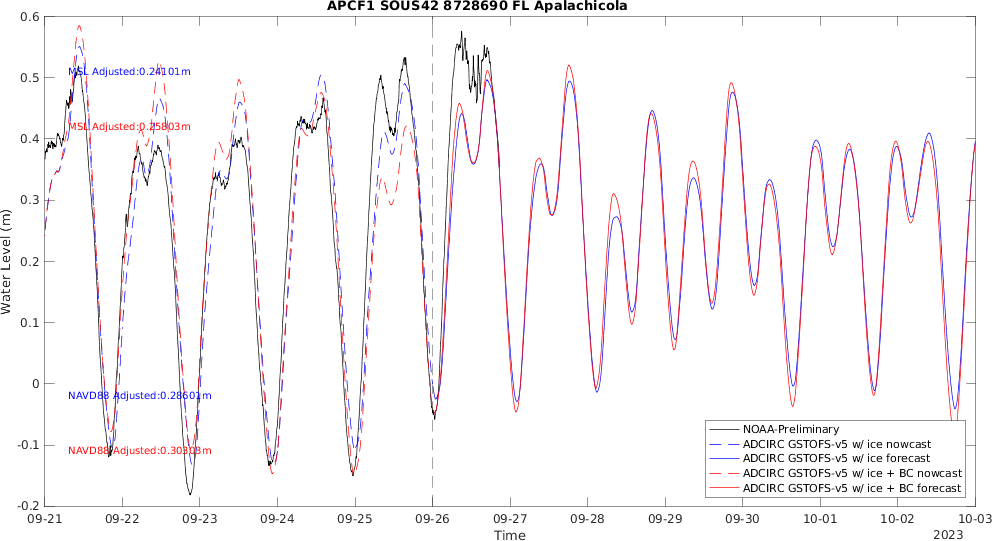 APCF1 SOUS42 8728690 FL Apalachicola
0.6
0.5
0.4
0.3
0.2
0.1
0
-0.1
-0.2
Water Level (m)
MSL Adjusted:0.24101m
MSL Adjusted:0.25803m
NAVD88 Adjusted:0.28601m
NAVD88 Adjusted:0.30303m
NOAA-Preliminary
ADCIRC GSTOFS-v5 w/ ice nowcast
ADCIRC GSTOFS-v5 w/ ice forecast
ADCIRC GSTOFS-v5 w/ ice + BC nowcast
ADCIRC GSTOFS-v5 w/ ice + BC forecast
09-21 09-22 09-23 09-24 09-25 09-26 09-27 09-28 09-29 09-30 10-01 10-02 10-03
Time
2023